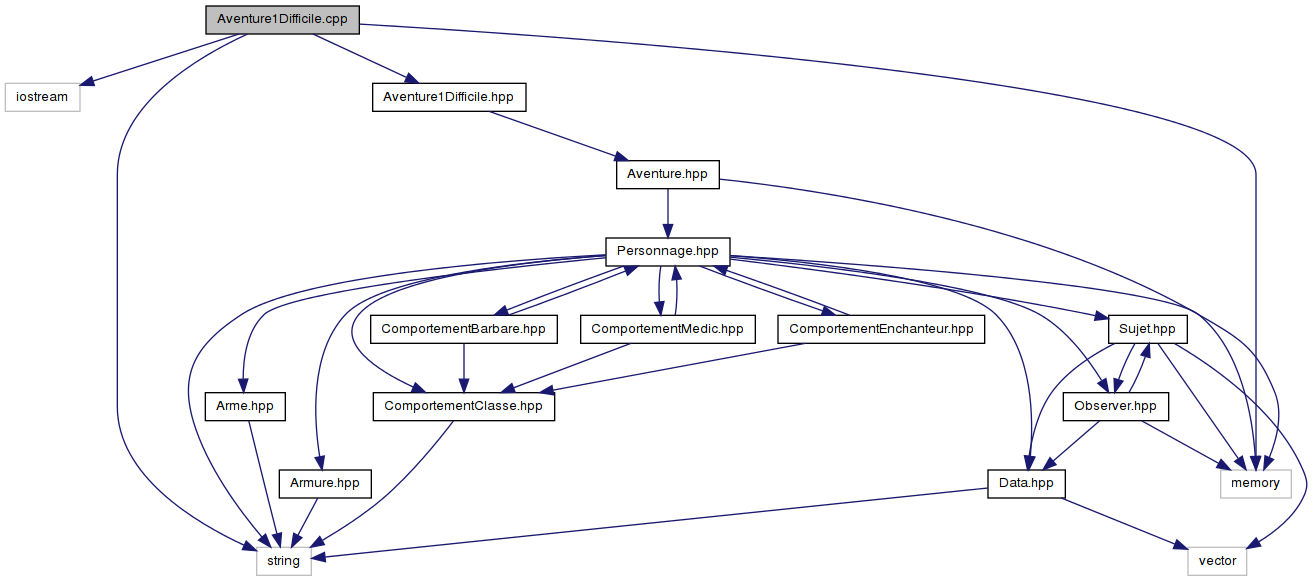 Aventure1Difficile.cpp
iostream
Aventure1Difficile.hpp
Aventure.hpp
Personnage.hpp
ComportementBarbare.hpp
ComportementMedic.hpp
ComportementEnchanteur.hpp
Sujet.hpp
Arme.hpp
ComportementClasse.hpp
Observer.hpp
Armure.hpp
Data.hpp
memory
string
vector